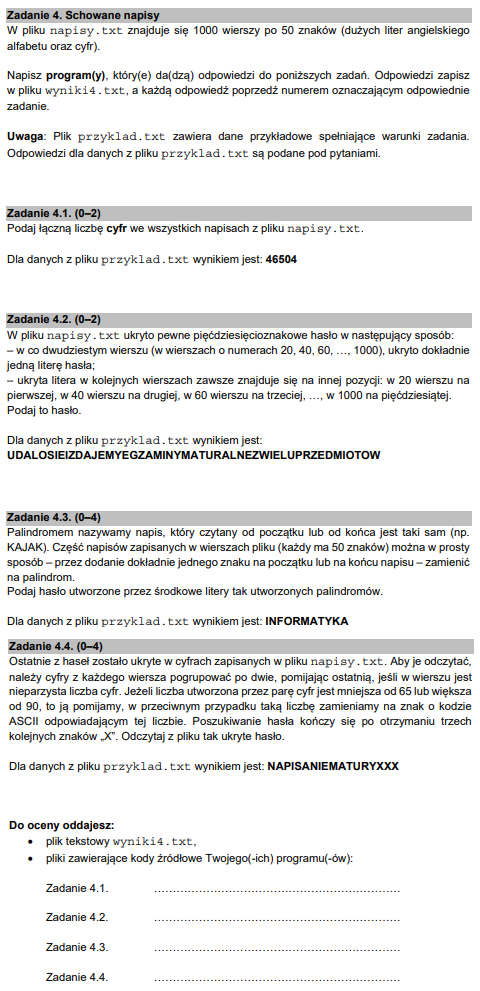 Zadanie 4. Schowane napisy
W pliku napisy.txt znajduje się 1000 wierszy po 50 znaków (dużych liter angielskiego
alfabetu oraz cyfr).
Napisz program(y), który(e) da(dzą) odpowiedzi do poniższych zadań. Odpowiedzi zapisz
w pliku wyniki4.txt, a każdą odpowiedź poprzedź numerem oznaczającym odpowiednie
zadanie.
Uwaga: Plik przyklad.txt zawiera dane przykładowe spełniające warunki zadania.
Odpowiedzi dla danych z pliku przyklad.txt są podane pod pytaniami.
Zadanie 4.1. (0–2)
Podaj łączną liczbę cyfr we wszystkich napisach z pliku napisy.txt.
Dla danych z pliku przyklad.txt wynikiem jest: 46504
Zadanie 4.2. (0–2)
W pliku napisy.txt ukryto pewne pięćdziesięcioznakowe hasło w następujący sposób:
– w co dwudziestym wierszu (w wierszach o numerach 20, 40, 60, …, 1000), ukryto dokładnie
jedną literę hasła;
– ukryta litera w kolejnych wierszach zawsze znajduje się na innej pozycji: w 20 wierszu na
pierwszej, w 40 wierszu na drugiej, w 60 wierszu na trzeciej, …, w 1000 na pięćdziesiątej.
Podaj to hasło.
Dla danych z pliku przyklad.txt wynikiem jest:
UDALOSIEIZDAJEMYEGZAMINYMATURALNEZWIELUPRZEDMIOTOW
Zadanie 4.3. (0–4)
Palindromem nazywamy napis, który czytany od początku lub od końca jest taki sam (np.
KAJAK). Część napisów zapisanych w wierszach pliku (każdy ma 50 znaków) można w prosty
sposób – przez dodanie dokładnie jednego znaku na początku lub na końcu napisu – zamienić
na palindrom.
Podaj hasło utworzone przez środkowe litery tak utworzonych palindromów.
Dla danych z pliku przyklad.txt wynikiem jest: INFORMATYKA
Zadanie 4.4. (0–4)
Ostatnie z haseł zostało ukryte w cyfrach zapisanych w pliku napisy.txt. Aby je odczytać,
należy cyfry z każdego wiersza pogrupować po dwie, pomijając ostatnią, jeśli w wierszu jest
nieparzysta liczba cyfr. Jeżeli liczba utworzona przez parę cyfr jest mniejsza od 65 lub większa
od 90, to ją pomijamy, w przeciwnym przypadku taką liczbę zamieniamy na znak o kodzie
ASCII odpowiadającym tej liczbie. Poszukiwanie hasła kończy się po otrzymaniu trzech
kolejnych znaków „X”. Odczytaj z pliku tak ukryte hasło.
Dla danych z pliku przyklad.txt wynikiem jest: NAPISANIEMATURYXXX
Do oceny oddajesz:
• plik tekstowy wyniki4.txt,
• pliki zawierające kody źródłowe Twojego(-ich) programu(-ów):
Zadanie 4.1. …………………………………………………………
Zadanie 4.2. …………………………………………………………
Zadanie 4.3. …………………………………………………………
Zadanie 4.4. …………………………………………………………